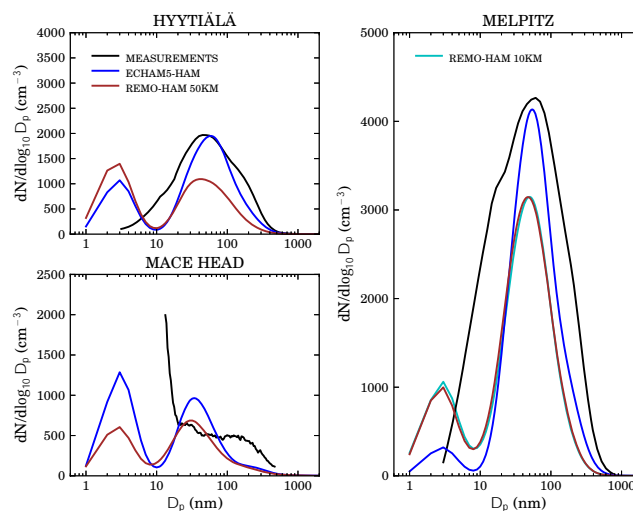 HYYTIÄLÄ
4000
3500
3000
2500
2000
1500
1000
500
0
dN/dlog₁₀ Dₚ (cm⁻³)
MEASUREMENTS
ECHAM5-HAM
REMO-HAM 50KM
1 10 100 1000
MACE HEAD
2500
2000
1500
1000
500
0
dN/dlog₁₀ Dₚ (cm⁻³)
1 10 100 1000
Dₚ (nm)
MELPITZ
5000
4000
3000
2000
1000
0
dN/dlog₁₀ Dₚ (cm⁻³)
REMO-HAM 10KM
1 10 100 1000
Dₚ (nm)